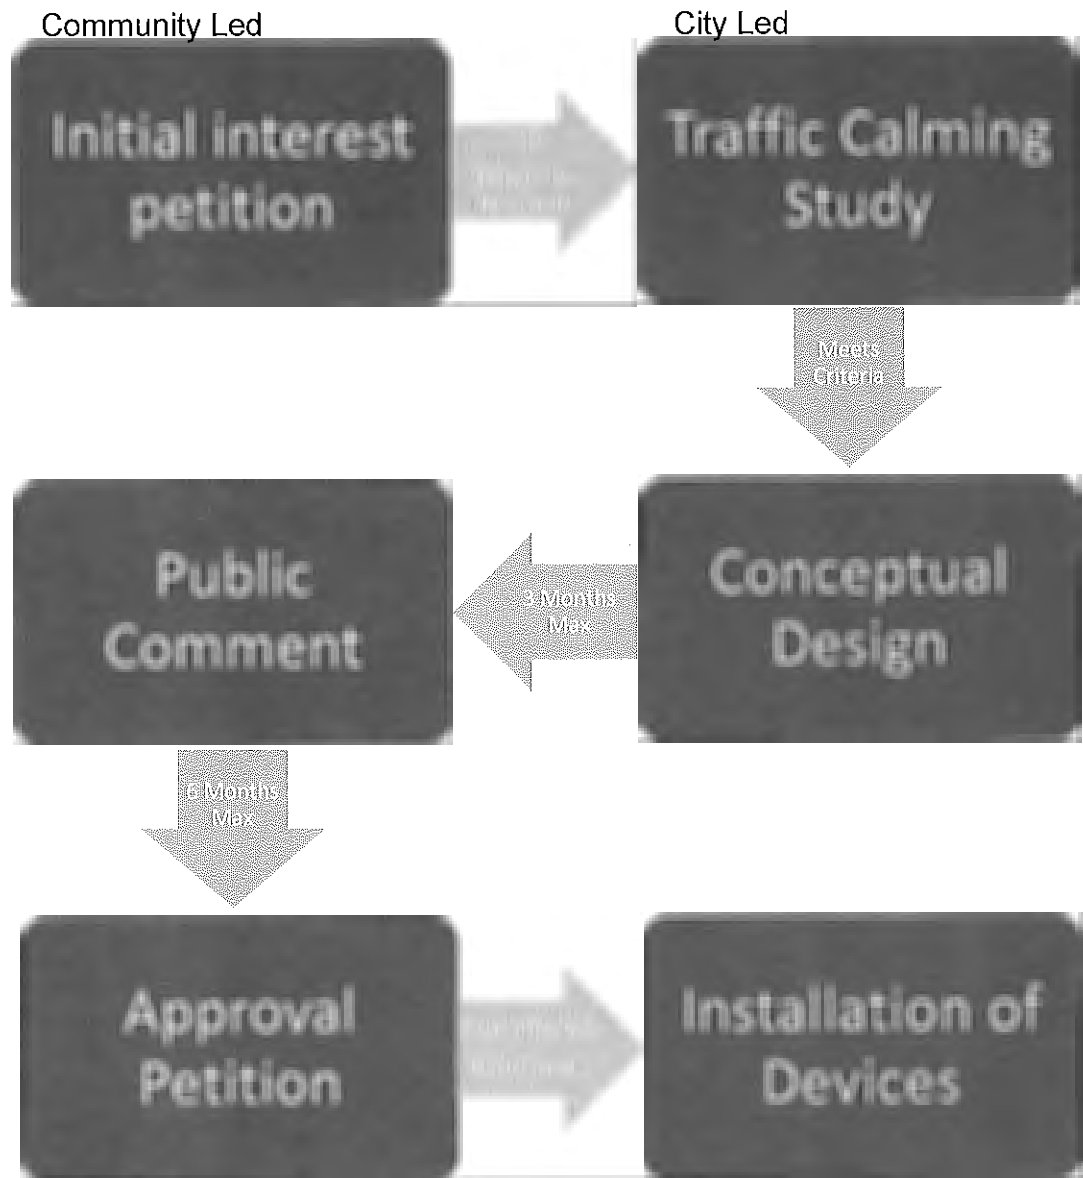 Community Led
City Led
Initial interest
petition
Traffic Calming
Study
Meets
Criteria
Public
Comment
3 Months
Max
Conceptual
Design
6 Months
Max
Approval
Petition
Installation of
Devices